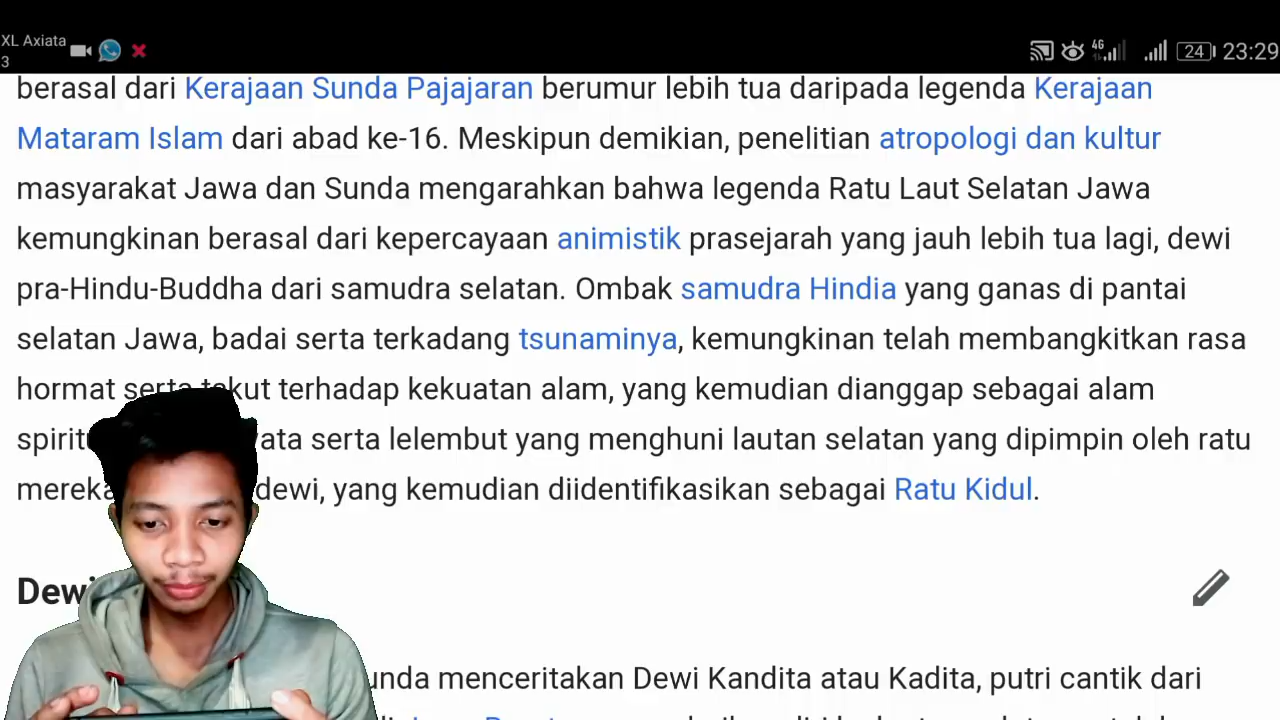 XL Axiata
3
4G
24
23:29
berasal dari Kerajaan Sunda Pajajaran berumur lebih tua daripada legenda Kerajaan
Mataram Islam dari abad ke-16. Meskipun demikian, penelitian atropologi dan kultur
masyarakat Jawa dan Sunda mengarahkan bahwa legenda Ratu Laut Selatan Jawa
kemungkinan berasal dari kepercayaan animistik prasejarah yang jauh lebih tua lagi, dewi
pra-Hindu-Buddha dari samudra selatan. Ombak samudra Hindia yang ganas di pantai
selatan Jawa, badai serta terkadang tsunaminya, kemungkinan telah membangkitkan rasa
hormat serta takut terhadap kekuatan alam, yang kemudian dianggap sebagai alam
serta lelembut yang menghuni lautan selatan yang dipimpin oleh ratu
mereka dewi, yang kemudian diidentifikasikan sebagai Ratu Kidul.
Dewi
menceritakan Dewi Kandita atau Kadita, putri cantik dari